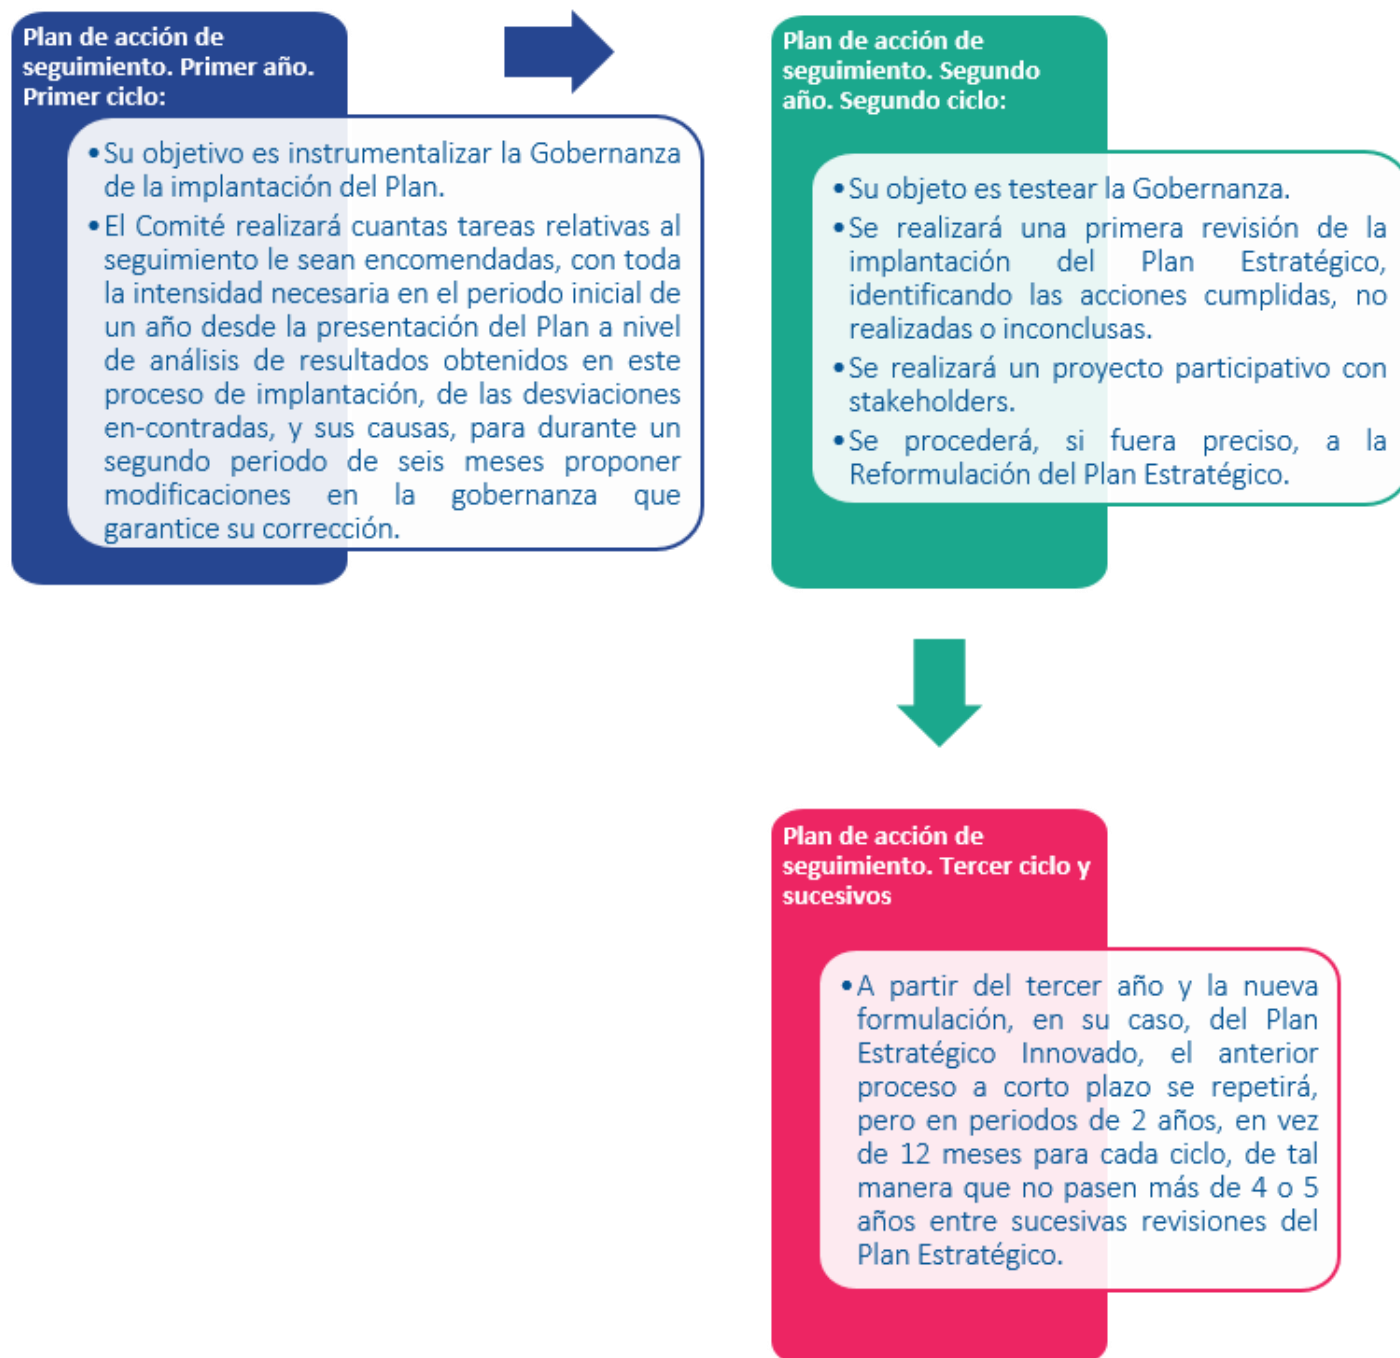 Plan de acción de
seguimiento. Primer año.
Primer ciclo:
•Su objetivo es instrumentalizar la Gobernanza
de la implantación del Plan.
•El Comité realizará cuantas tareas relativas al
seguimiento le sean encomendadas, con toda
la intensidad necesaria en el periodo inicial de
un año desde la presentación del Plan a nivel
de análisis de resultados obtenidos en este
proceso de implantación, de las desviaciones
en-contradas, y sus causas, para durante un
segundo periodo de seis meses proponer
modificaciones en la gobernanza que
garantice su corrección.
Plan de acción de
seguimiento. Segundo
año. Segundo ciclo:
•Su objeto es testear la Gobernanza.
•Se realizará una primera revisión de la
implantación del Plan Estratégico,
identificando las acciones cumplidas, no
realizadas o inconclusas.
•Se realizará un proyecto participativo con
stakeholders.
•Se procederá, si fuera preciso, a la
Reformulación del Plan Estratégico.
Plan de acción de
seguimiento. Tercer ciclo y
sucesivos
•A partir del tercer año y la nueva
formulación, en su caso, del Plan
Estratégico Innovado, el anterior
proceso a corto plazo se repetirá,
pero en periodos de 2 años, en vez
de 12 meses para cada ciclo, de tal
manera que no pasen más de 4 o 5
años entre sucesivas revisiones del
Plan Estratégico.